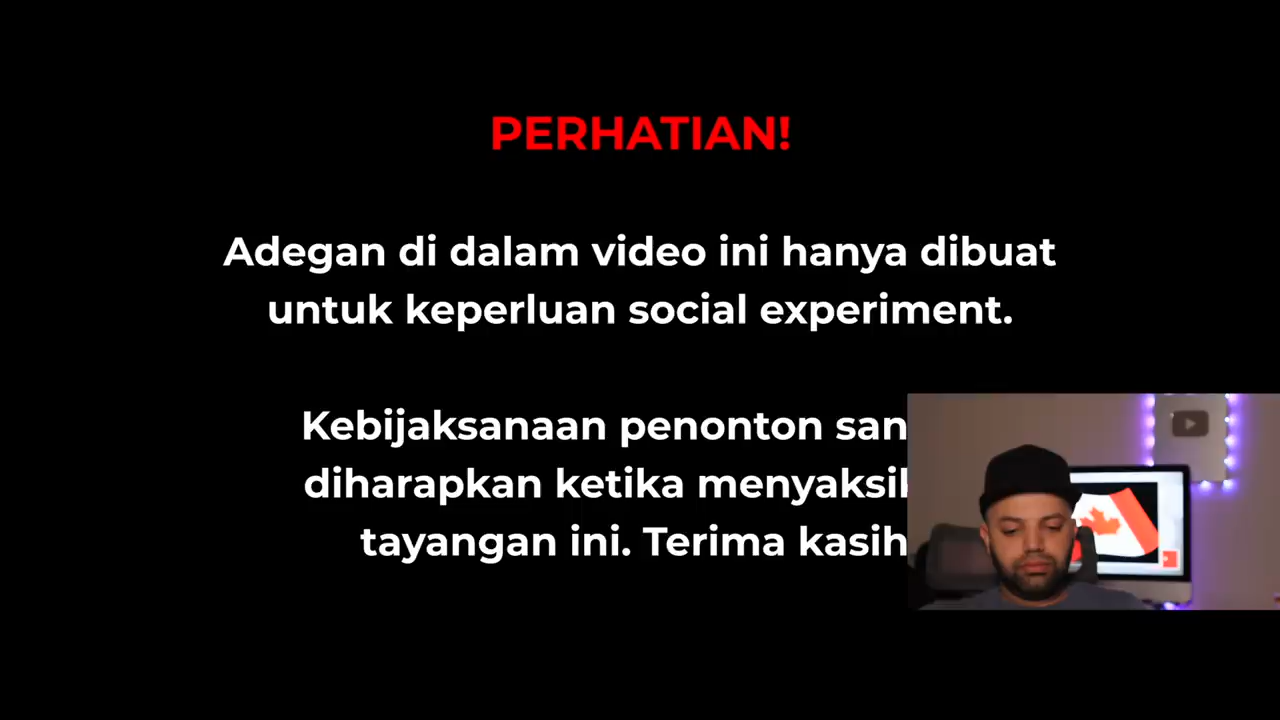 PERHATIAN!
Adegan di dalam video ini hanya dibuat
untuk keperluan social experiment.
Kebijaksanaan penonton
diharapkan ketika
tayangan ini. Terima kasih